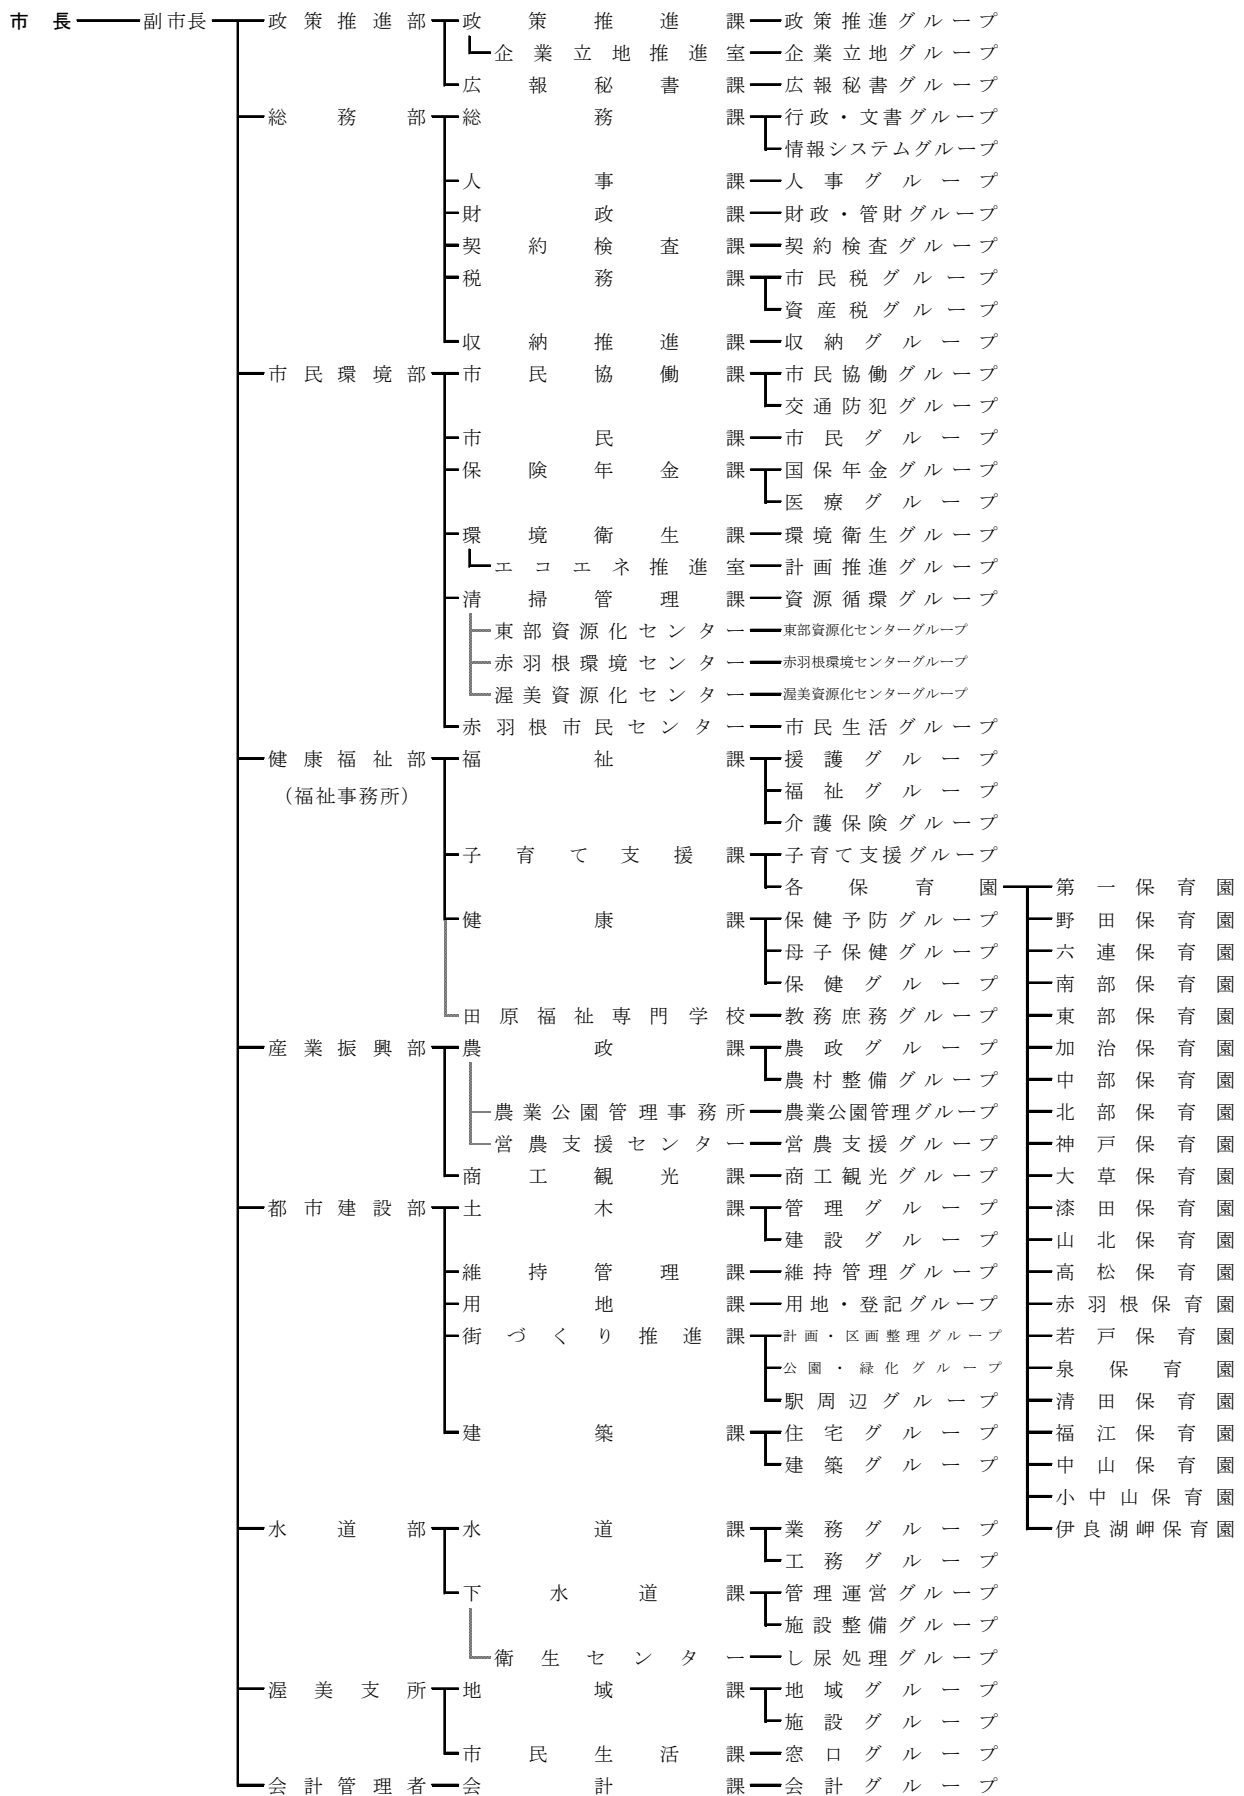 市長 副市長 政策推進部 政策推進課 政策推進グループ
企業立地推進室 企業立地グループ
広報秘書課 広報秘書グループ
総務部 総務課 行政・文書グループ
情報システムグループ
人事課 人事グループ
財政課 財政・管財グループ
契約検査課 契約検査グループ
税務課 市民税グループ
資産税グループ
収納推進課 収納グループ
市民環境部 市民協働課 市民協働グループ
交通防犯グループ
市民課 市民グループ
保険年金課 国保年金グループ
医療グループ
環境衛生課 環境衛生グループ
エコエネ推進室 計画推進グループ
清掃管理課 資源循環グループ
東部資源化センター 東部資源化センターグループ
赤羽根環境センター 赤羽根環境センターグループ
渥美資源化センター 渥美資源化センターグループ
赤羽根市民センター 市民生活グループ
健康福祉部 福祉課 援護グループ
（福祉事務所） 福祉グループ
介護保険グループ
子育て支援課 子育て支援グループ
各保育園 第一保育園
健康課 保健予防グループ 野田保育園
母子保健グループ 六連保育園
保健グループ 南部保育園
田原福祉専門学校 教務庶務グループ 東部保育園
産業振興部 農政課 農政グループ 加治保育園
農村整備グループ 中部保育園
農業公園管理事務所 農業公園管理グループ 北部保育園
営農支援センター 営農支援グループ 神戸保育園
商工観光課 商工観光グループ 大草保育園
都市建設部 土木課 管理グループ 漆田保育園
建設グループ 山北保育園
維持管理課 維持管理グループ 高松保育園
用地課 用地・登記グループ 赤羽根保育園
街づくり推進課 計画・区画整理グループ 若戸保育園
公園・緑化グループ 泉保育園
駅周辺グループ 清田保育園
建築課 住宅グループ 福江保育園
建築グループ 中山保育園
小中山保育園
水道部 水道課 業務グループ 伊良湖岬保育園
工務グループ
下水道課 管理運営グループ
施設整備グループ
衛生センター し尿処理グループ
渥美支所 地域課 地域グループ
施設グループ
市民生活課 窓口グループ
会計管理者 会計課 会計グループ